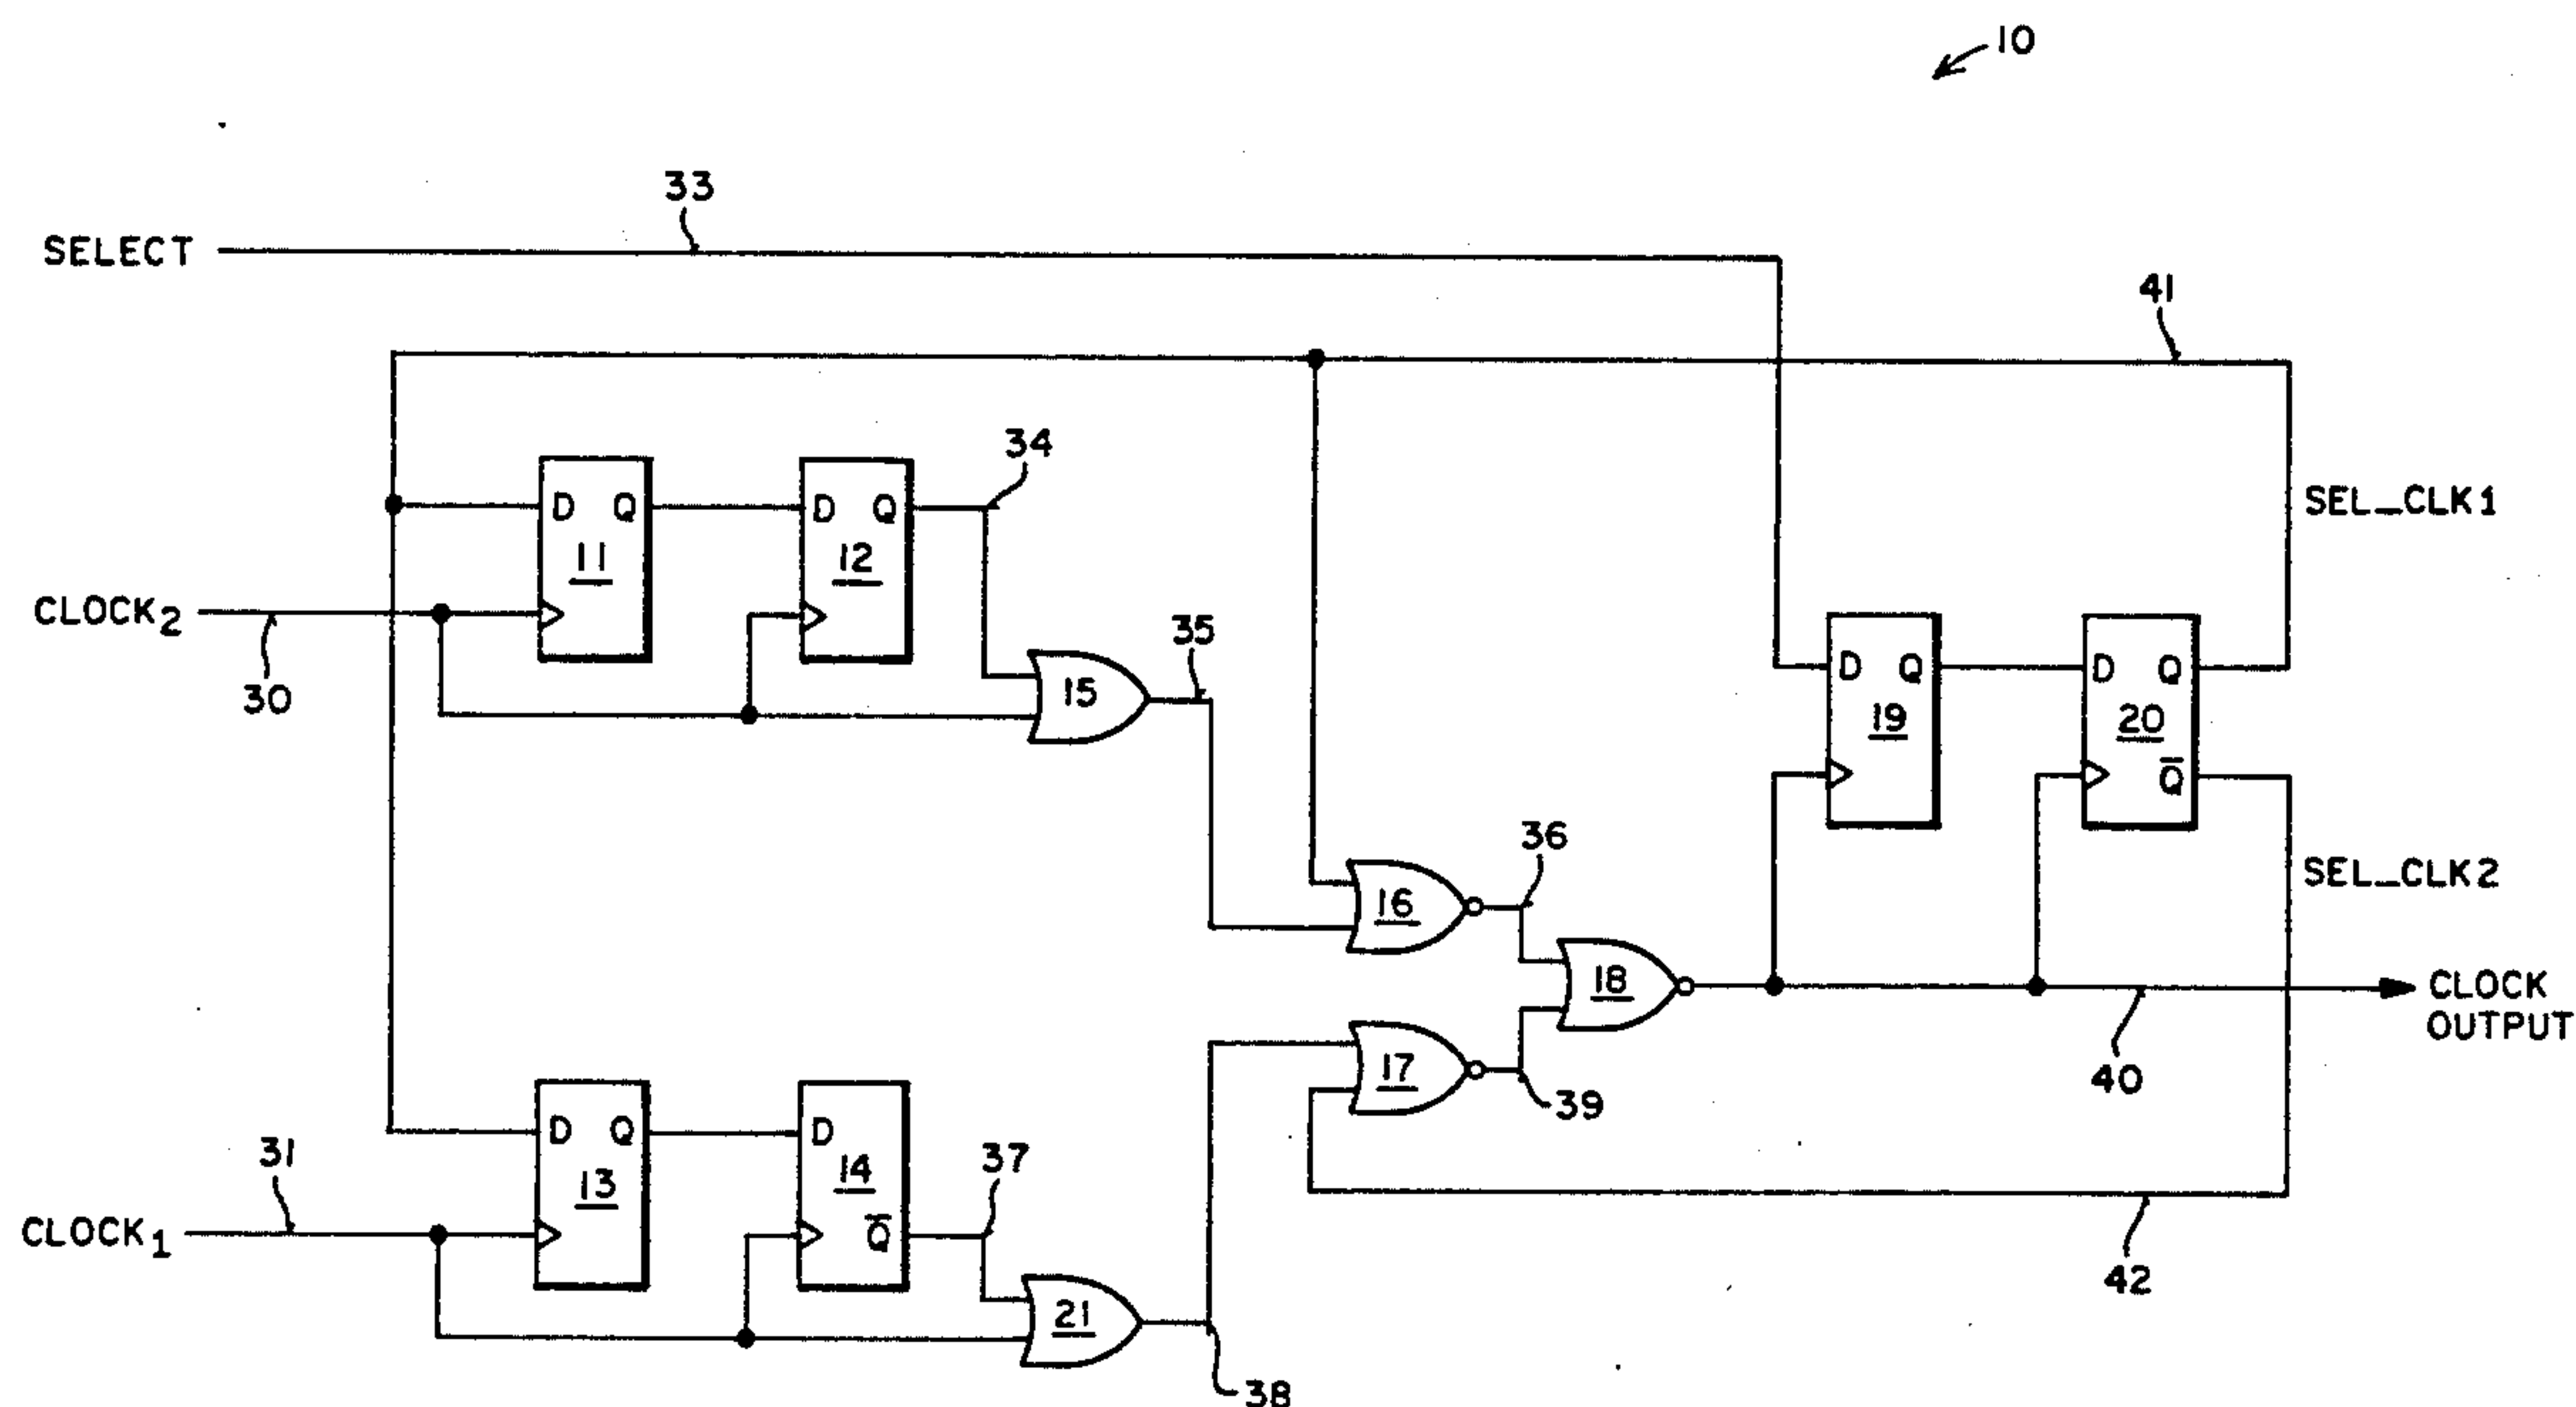 10
33
SELECT
41
34
D Q
11
D Q
12
SEL_CLK1
CLOCK2
30
35
15
D Q
19
D Q
20
Q̅
36
16
SEL_CLK2
18
CLOCK
OUTPUT
17
39
40
31
D Q
13
D
14
Q̅
37
CLOCK1
42
21
38